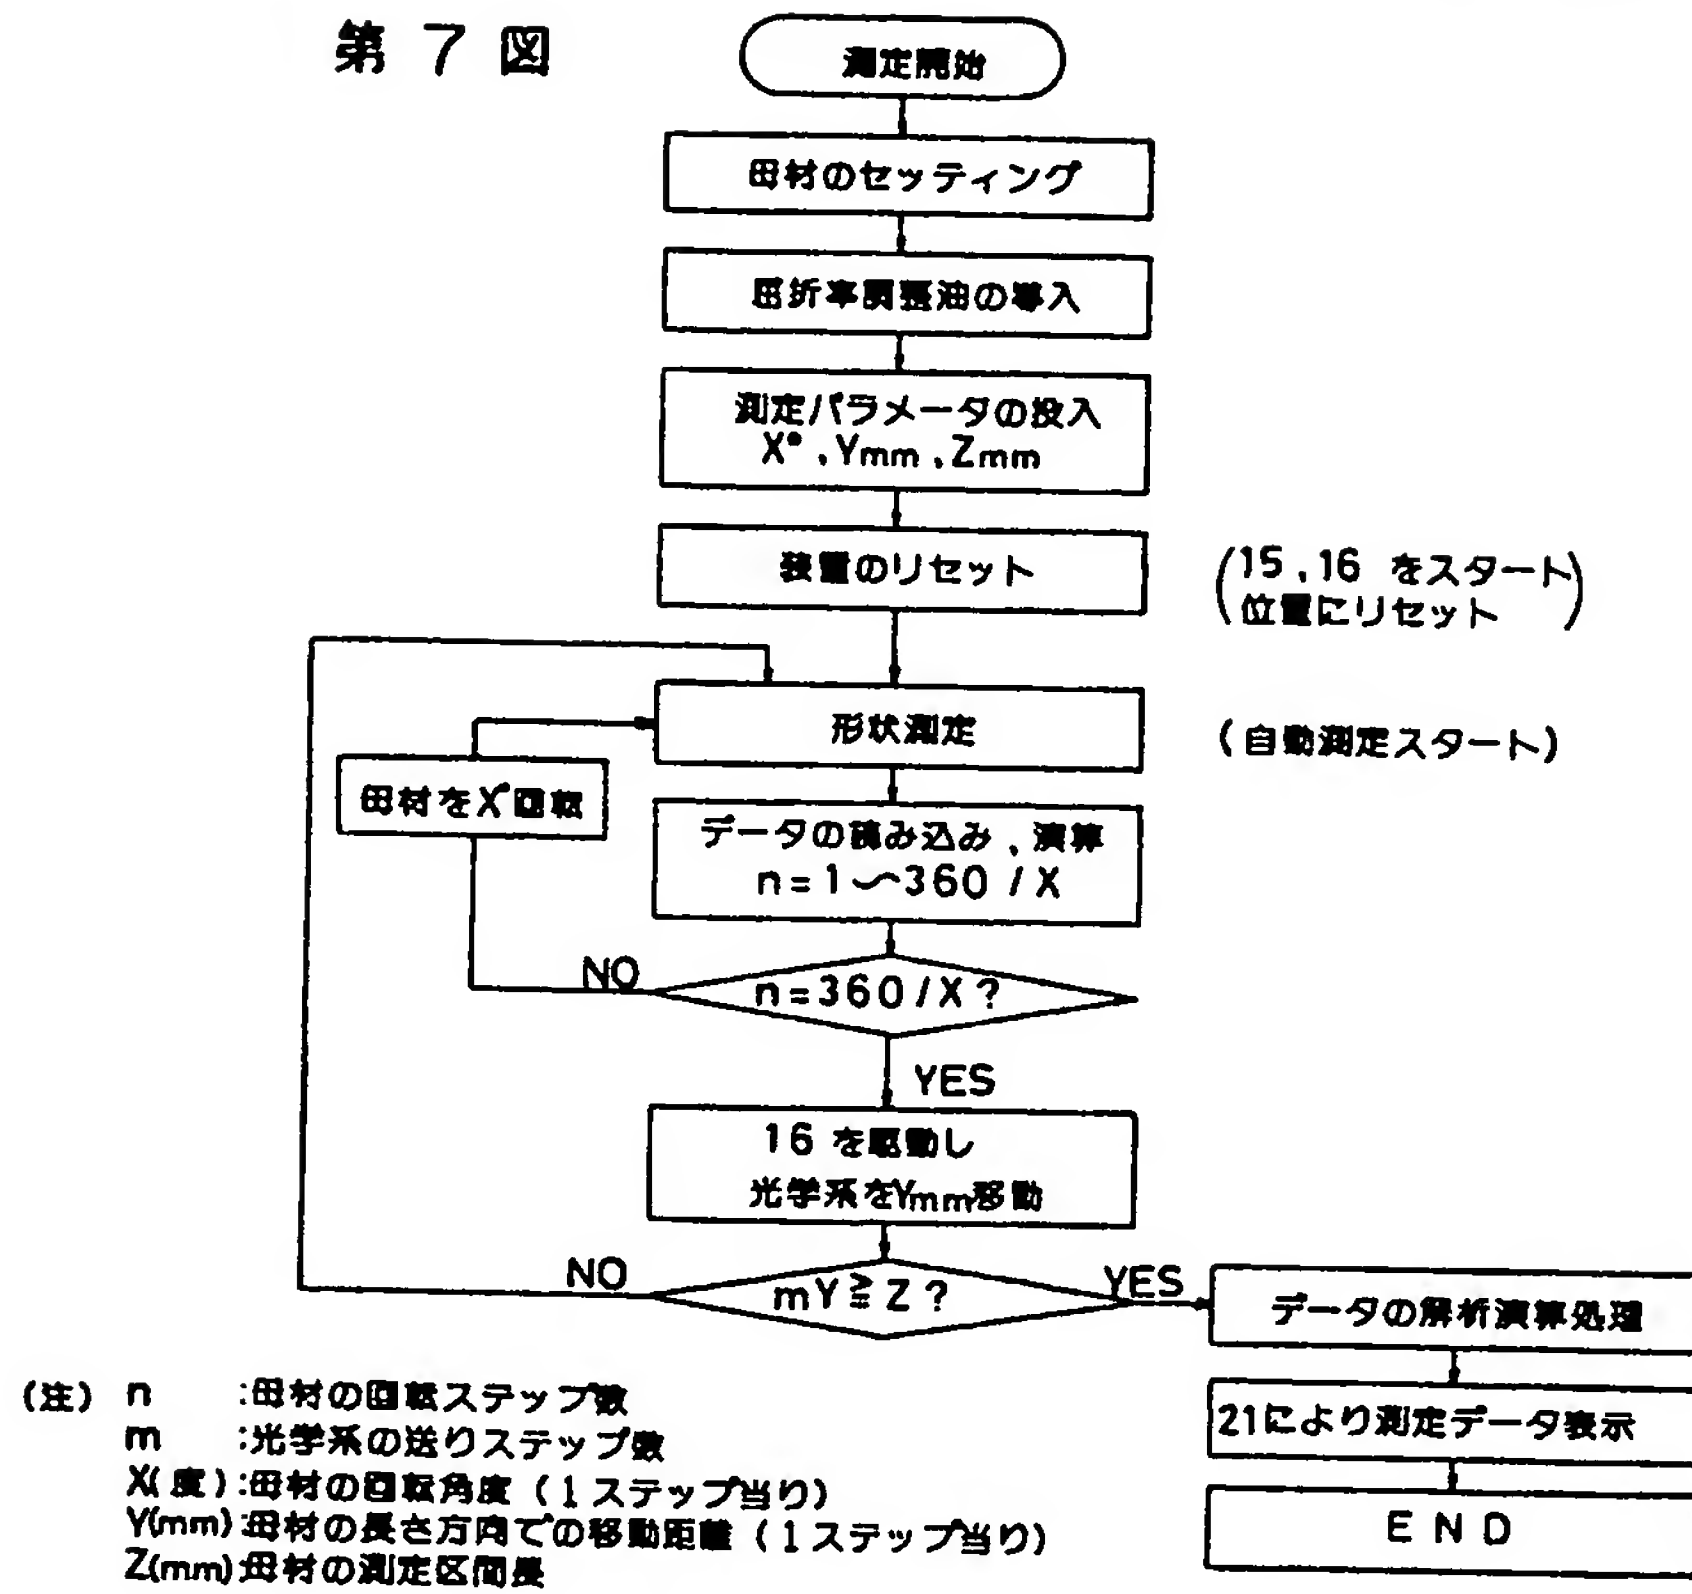 第 7 図
測定開始
母材のセッティング
屈折率調整油の導入
測定パラメータの投入
X°,Ymm,Zmm
装置のリセット
(15,16 をスタート
位置にリセット)
形状測定
(自動測定スタート)
母材をX°回転
データの読み込み,演算
n=1〜360/X
NO
n=360/X?
YES
16 を駆動し
光学系をYmm移動
NO
mY≧Z?
YES
データの解析演算処理
21により測定データ表示
END
(注) n :母材の回転ステップ数
m :光学系の送りステップ数
X(度):母材の回転角度(1ステップ当り)
Y(mm):母材の長さ方向での移動距離(1ステップ当り)
Z(mm):母材の測定区間長